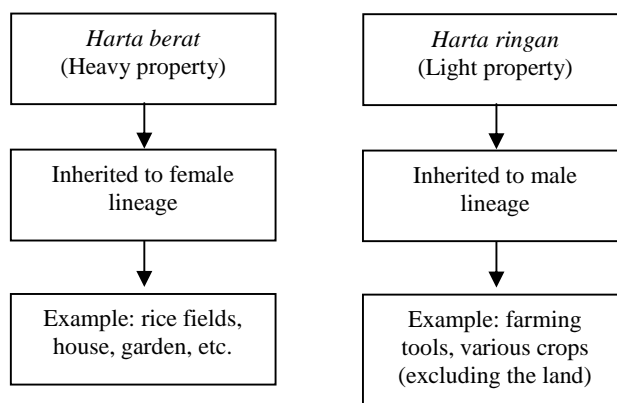 Harta berat
(Heavy property)
Inherited to female
lineage
Example: rice fields,
house, garden, etc.
Harta ringan
(Light property)
Inherited to male
lineage
Example: farming
tools, various crops
(excluding the land)